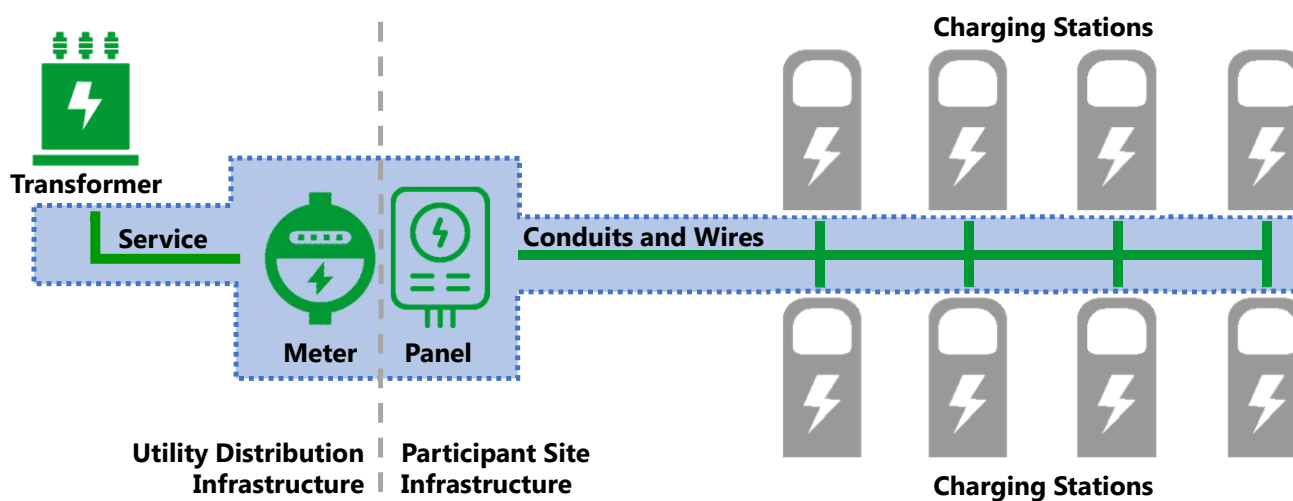 Charging Stations
Transformer
Service
Conduits and Wires
Meter
Panel
Utility Distribution
Infrastructure
Participant Site
Infrastructure
Charging Stations